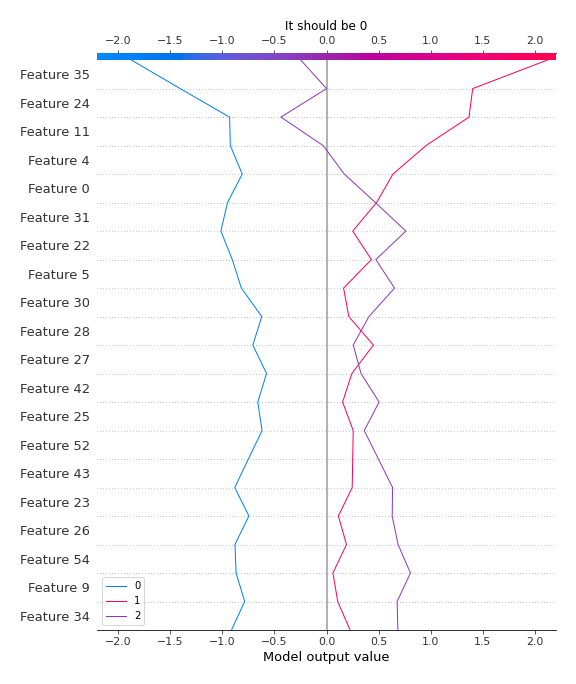 It should be 0
−2.0 −1.5 −1.0 −0.5 0.0 0.5 1.0 1.5 2.0
Feature 35
Feature 24
Feature 11
Feature 4
Feature 0
Feature 31
Feature 22
Feature 5
Feature 30
Feature 28
Feature 27
Feature 42
Feature 25
Feature 52
Feature 43
Feature 23
Feature 26
Feature 54
Feature 9
Feature 34
0
1
2
−2.0 −1.5 −1.0 −0.5 0.0 0.5 1.0 1.5 2.0
Model output value